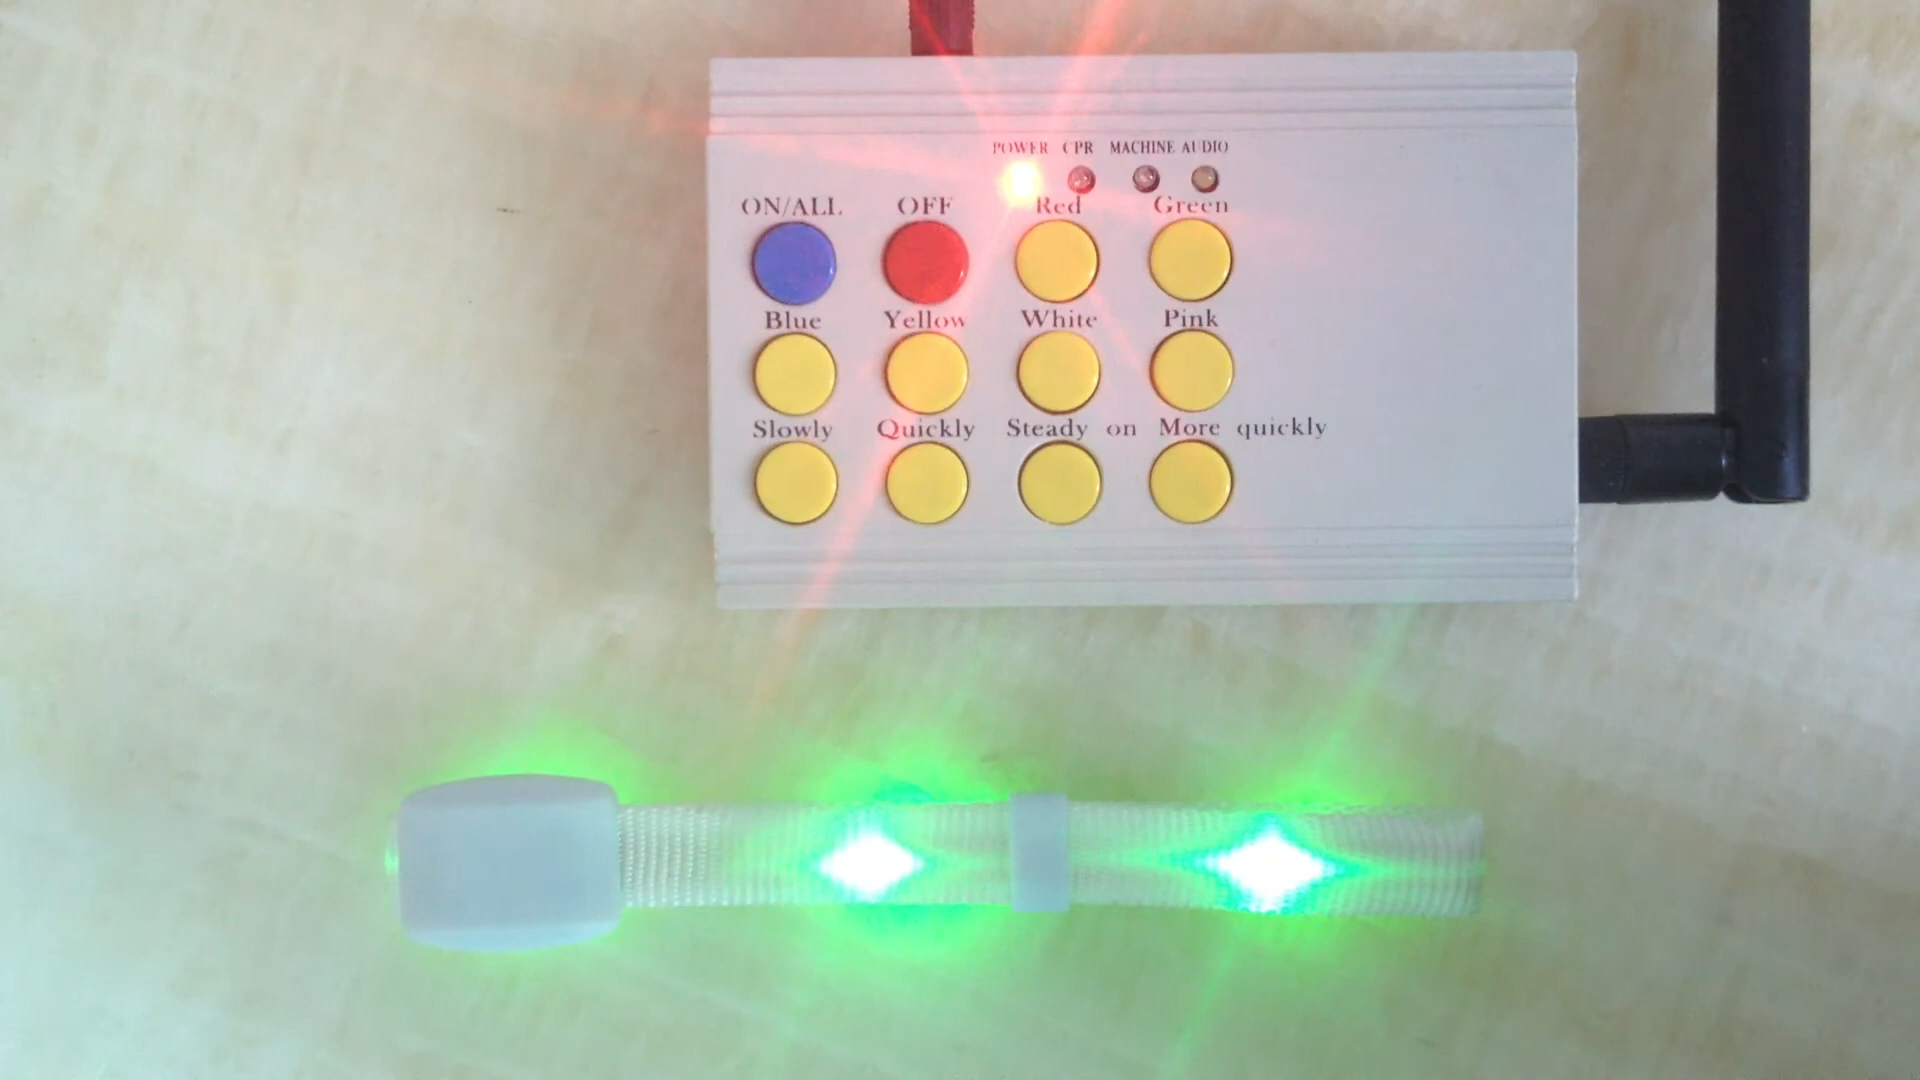 POWER CPR MACHINE AUDIO
ON/ALL OFF Red Green
Blue Yellow White Pink
Slowly Quickly Steady on More quickly